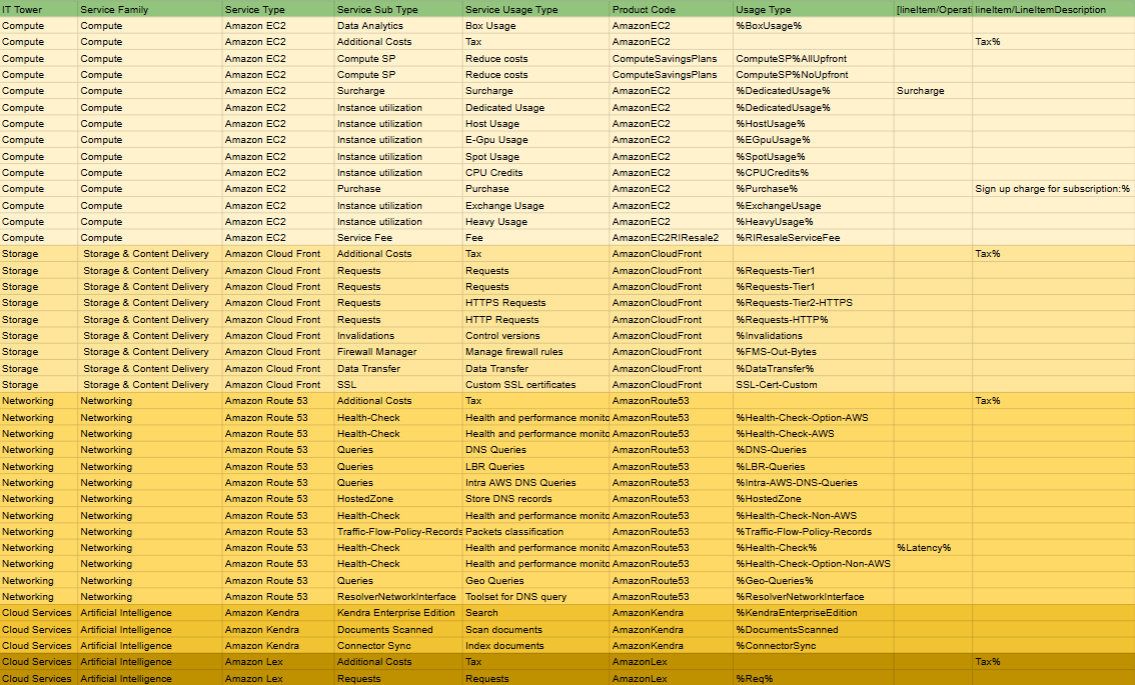 IT Tower Service Family Service Type Service Sub Type Service Usage Type Product Code Usage Type [lineItem/Operati lineItem/LineItemDescription
Compute Compute Amazon EC2 Data Analytics Box Usage AmazonEC2 %BoxUsage%
Compute Compute Amazon EC2 Additional Costs Tax AmazonEC2 Tax%
Compute Compute Amazon EC2 Compute SP Reduce costs ComputeSavingsPlans ComputeSP%AllUpfront
Compute Compute Amazon EC2 Compute SP Reduce costs ComputeSavingsPlans ComputeSP%NoUpfront
Compute Compute Amazon EC2 Surcharge Surcharge AmazonEC2 %DedicatedUsage% Surcharge
Compute Compute Amazon EC2 Instance utilization Dedicated Usage AmazonEC2 %DedicatedUsage%
Compute Compute Amazon EC2 Instance utilization Host Usage AmazonEC2 %HostUsage%
Compute Compute Amazon EC2 Instance utilization E-Gpu Usage AmazonEC2 %EGpuUsage%
Compute Compute Amazon EC2 Instance utilization Spot Usage AmazonEC2 %SpotUsage%
Compute Compute Amazon EC2 Instance utilization CPU Credits AmazonEC2 %CPUCredits%
Compute Compute Amazon EC2 Purchase Purchase AmazonEC2 %Purchase% Sign up charge for subscription:%
Compute Compute Amazon EC2 Instance utilization Exchange Usage AmazonEC2 %ExchangeUsage
Compute Compute Amazon EC2 Instance utilization Heavy Usage AmazonEC2 %HeavyUsage%
Compute Compute Amazon EC2 Service Fee Fee AmazonEC2RIResale2 %RIResaleServiceFee
Storage Storage & Content Delivery Amazon Cloud Front Additional Costs Tax AmazonCloudFront Tax%
Storage Storage & Content Delivery Amazon Cloud Front Requests Requests AmazonCloudFront %Requests-Tier1
Storage Storage & Content Delivery Amazon Cloud Front Requests Requests AmazonCloudFront %Requests-Tier1
Storage Storage & Content Delivery Amazon Cloud Front Requests HTTPS Requests AmazonCloudFront %Requests-Tier2-HTTPS
Storage Storage & Content Delivery Amazon Cloud Front Requests HTTP Requests AmazonCloudFront %Requests-HTTP%
Storage Storage & Content Delivery Amazon Cloud Front Invalidations Control versions AmazonCloudFront %Invalidations
Storage Storage & Content Delivery Amazon Cloud Front Firewall Manager Manage firewall rules AmazonCloudFront %FMS-Out-Bytes
Storage Storage & Content Delivery Amazon Cloud Front Data Transfer Data Transfer AmazonCloudFront %DataTransfer%
Storage Storage & Content Delivery Amazon Cloud Front SSL Custom SSL certificates AmazonCloudFront SSL-Cert-Custom
Networking Networking Amazon Route 53 Additional Costs Tax AmazonRoute53 Tax%
Networking Networking Amazon Route 53 Health-Check Health and performance monito AmazonRoute53 %Health-Check-Option-AWS
Networking Networking Amazon Route 53 Health-Check Health and performance monito AmazonRoute53 %Health-Check-AWS
Networking Networking Amazon Route 53 Queries DNS Queries AmazonRoute53 %DNS-Queries
Networking Networking Amazon Route 53 Queries LBR Queries AmazonRoute53 %LBR-Queries
Networking Networking Amazon Route 53 Queries Intra AWS DNS Queries AmazonRoute53 %Intra-AWS-DNS-Queries
Networking Networking Amazon Route 53 HostedZone Store DNS records AmazonRoute53 %HostedZone
Networking Networking Amazon Route 53 Health-Check Health and performance monito AmazonRoute53 %Health-Check-Non-AWS
Networking Networking Amazon Route 53 Traffic-Flow-Policy-Records Packets classification AmazonRoute53 %Traffic-Flow-Policy-Records
Networking Networking Amazon Route 53 Health-Check Health and performance monito AmazonRoute53 %Health-Check% %Latency%
Networking Networking Amazon Route 53 Health-Check Health and performance monito AmazonRoute53 %Health-Check-Option-Non-AWS
Networking Networking Amazon Route 53 Queries Geo Queries AmazonRoute53 %Geo-Queries%
Networking Networking Amazon Route 53 ResolverNetworkInterface Toolset for DNS query AmazonRoute53 %ResolverNetworkInterface
Cloud Services Artificial Intelligence Amazon Kendra Kendra Enterprise Edition Search AmazonKendra %KendraEnterpriseEdition
Cloud Services Artificial Intelligence Amazon Kendra Documents Scanned Scan documents AmazonKendra %DocumentsScanned
Cloud Services Artificial Intelligence Amazon Kendra Connector Sync Index documents AmazonKendra %ConnectorSync
Cloud Services Artificial Intelligence Amazon Lex Additional Costs Tax AmazonLex Tax%
Cloud Services Artificial Intelligence Amazon Lex Requests Requests AmazonLex %Req%